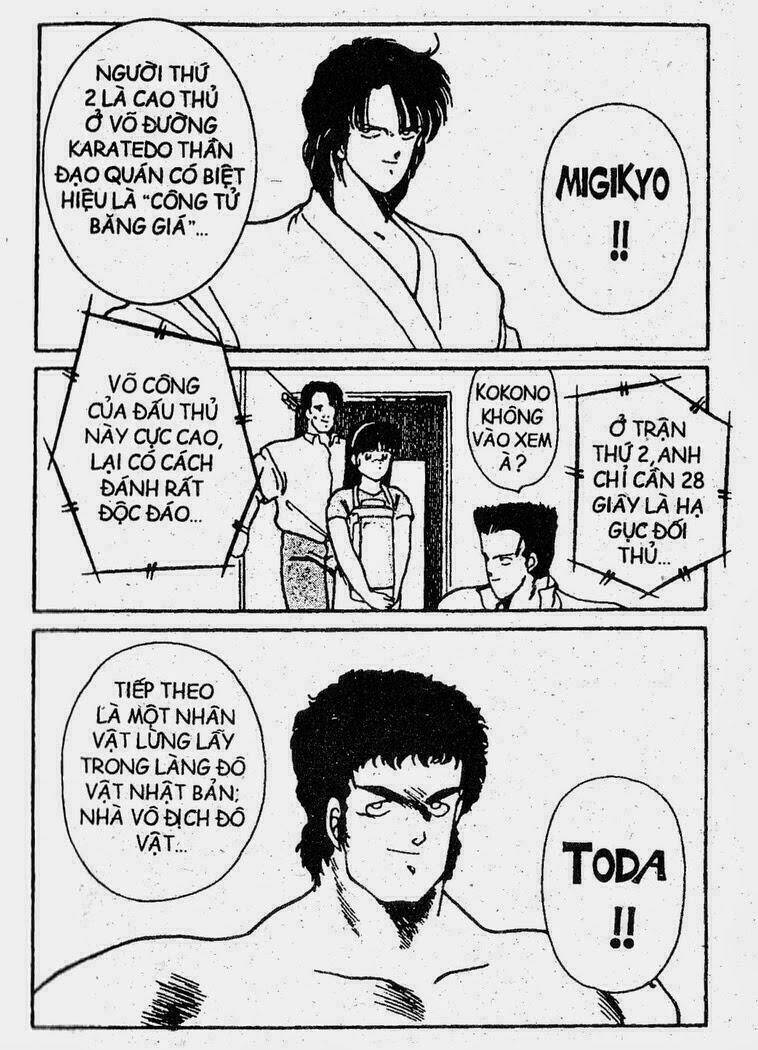 NGƯỜI THỨ
2 LÀ CAO THỦ
Ở VÕ ĐƯỜNG
KARATEDO THẦN
ĐẠO QUÁN CÓ BIỆT
HIỆU LÀ "CÔNG TỬ
BĂNG GIÁ"...
MIGIKYO
!!
VÕ CÔNG
CỦA ĐẤU THỦ
NÀY CỰC CAO,
LẠI CÓ CÁCH
ĐÁNH RẤT
ĐỘC ĐÁO...
KOKONO
KHÔNG
VÀO XEM
À?
Ở TRẬN
THỨ 2, ANH
CHỈ CẦN 28
GIÂY LÀ HẠ
GỤC ĐỐI
THỦ...
TIẾP THEO
LÀ MỘT NHÂN
VẬT LỪNG LẪY
TRONG LÀNG ĐÔ
VẬT NHẬT BẢN;
NHÀ VÔ ĐỊCH ĐÔ
VẬT...
TODA
!!